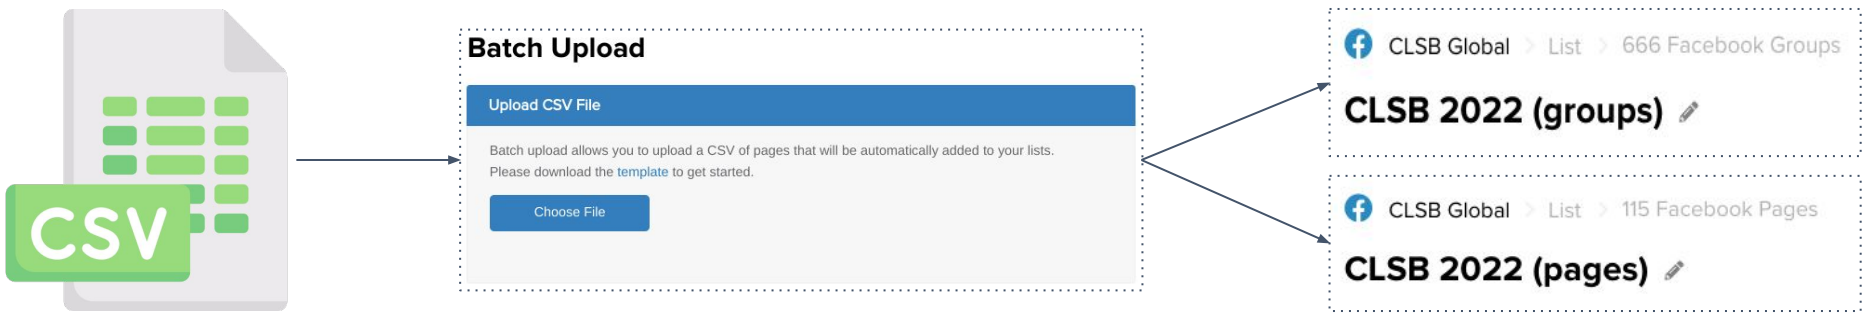 CSV
Batch Upload
Upload CSV File
Batch upload allows you to upload a CSV of pages that will be automatically added to your lists.
Please download the template to get started.
Choose File
CLSB Global > List > 666 Facebook Groups
CLSB 2022 (groups)
CLSB Global > List > 115 Facebook Pages
CLSB 2022 (pages)